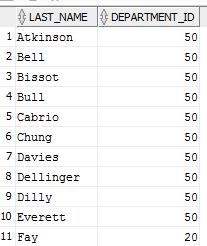 LAST_NAME DEPARTMENT_ID
1 Atkinson 50
2 Bell 50
3 Bissot 50
4 Bull 50
5 Cabrio 50
6 Chung 50
7 Davies 50
8 Dellinger 50
9 Dilly 50
10 Everett 50
11 Fay 20